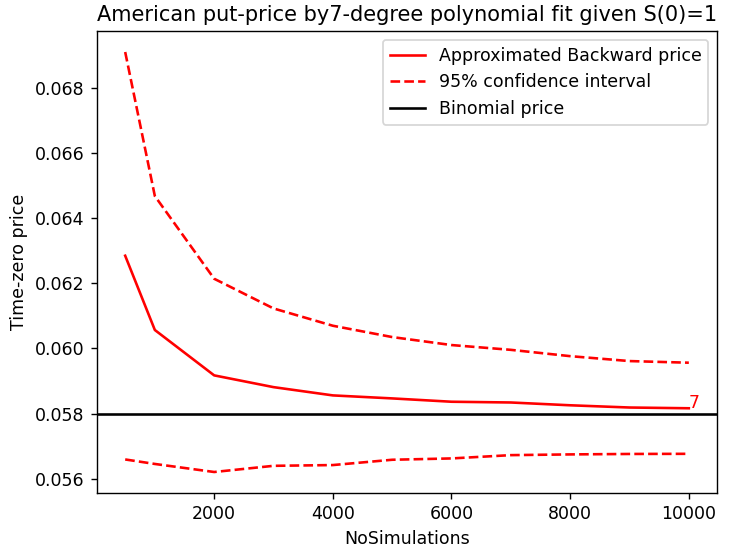 American put-price by7-degree polynomial fit given S(0)=1
Approximated Backward price
95% confidence interval
Binomial price
Time-zero price
0.068
0.066
0.064
0.062
0.060
0.058
0.056
7
2000
4000
6000
8000
10000
NoSimulations